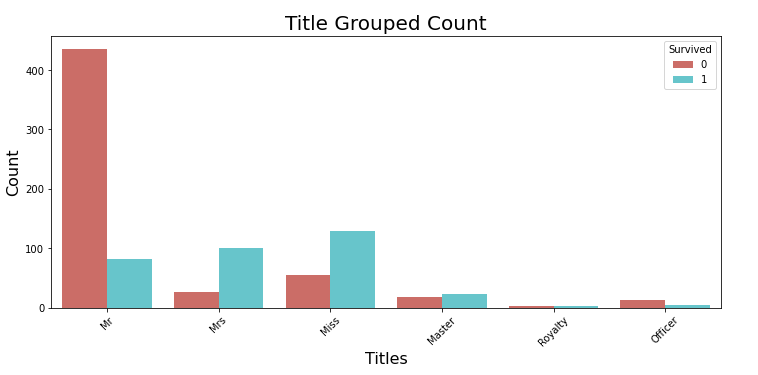 Title Grouped Count
Survived
0
1
Count
400
300
200
100
0
Mr
Mrs
Miss
Master
Royalty
Officer
Titles